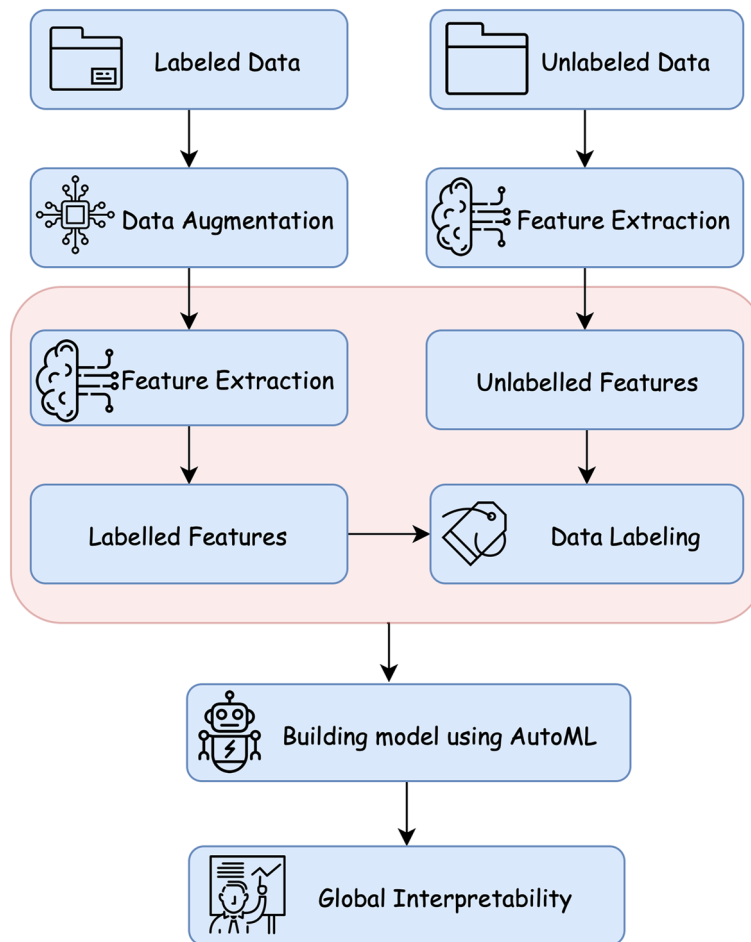 Labeled Data
Unlabeled Data
Data Augmentation
Feature Extraction
Feature Extraction
Unlabelled Features
Labelled Features
Data Labeling
Building model using AutoML
Global Interpretability